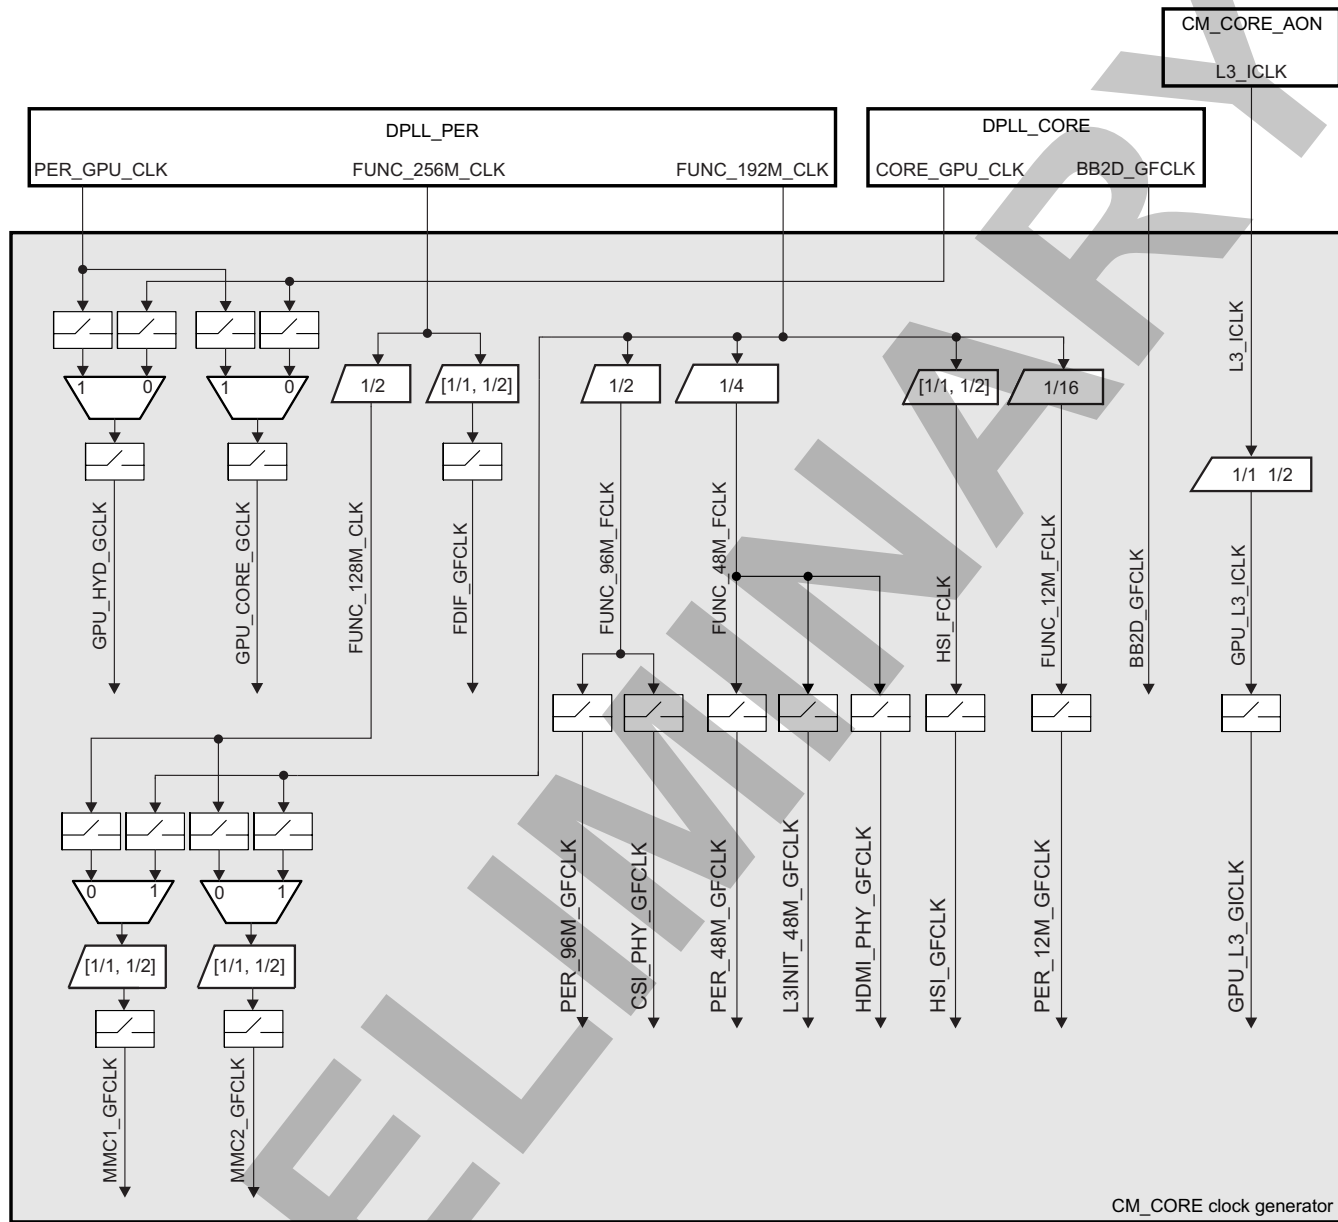 CM_CORE_AON
L3_ICLK
DPLL_PER
PER_GPU_CLK
FUNC_256M_CLK
FUNC_192M_CLK
DPLL_CORE
CORE_GPU_CLK
BB2D_GFCLK
L3_ICLK
1 0
1 0
1/2
[1/1, 1/2]
1/2
1/4
[1/1, 1/2]
1/16
1/1 1/2
GPU_HYD_GCLK
GPU_CORE_GCLK
FUNC_128M_CLK
FDIF_GFCLK
FUNC_96M_FCLK
FUNC_48M_FCLK
HSI_FCLK
FUNC_12M_FCLK
BB2D_GFCLK
GPU_L3_ICLK
0 1
0 1
[1/1, 1/2]
[1/1, 1/2]
MMC1_GFCLK
MMC2_GFCLK
PER_96M_GFCLK
CSI_PHY_GFCLK
PER_48M_GFCLK
L3INIT_48M_GFCLK
HDMI_PHY_GFCLK
HSI_GFCLK
PER_12M_GFCLK
GPU_L3_GICLK
CM_CORE clock generator
ELIMINARY